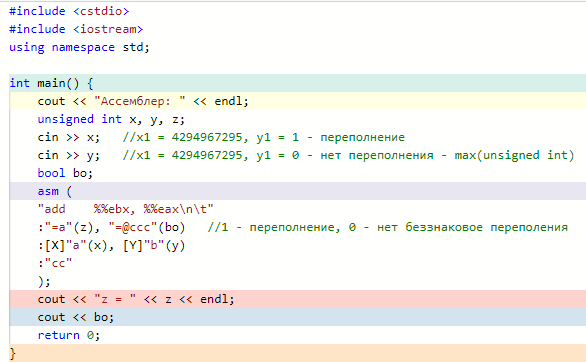 #include <cstdio>
#include <iostream>
using namespace std;
int main() {
cout << "Ассемблер: " << endl;
unsigned int x, y, z;
cin >> x;   //x1 = 4294967295, y1 = 1 - переполнение
cin >> y;   //x1 = 4294967295, y1 = 0 - нет переполнения - max(unsigned int)
bool bo;
asm (
"add    %%ebx, %%eax\n\t"
:"=a"(z), "=@ccc"(bo)   //1 - переполнение, 0 - нет беззнаковое переполения
:[X]"a"(x), [Y]"b"(y)
:"cc"
);
cout << "z = " << z << endl;
cout << bo;
return 0;
}